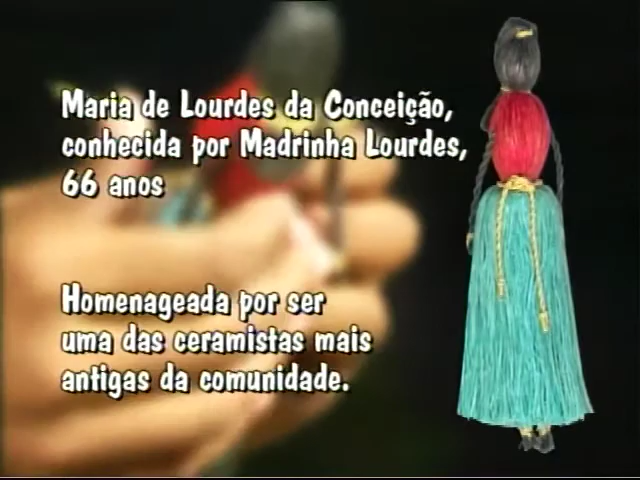 Maria de Lourdes da Conceição,
conhecida por Madrinha Lourdes,
66 anos
Homenageada por ser
uma das ceramistas mais
antigas da comunidade.